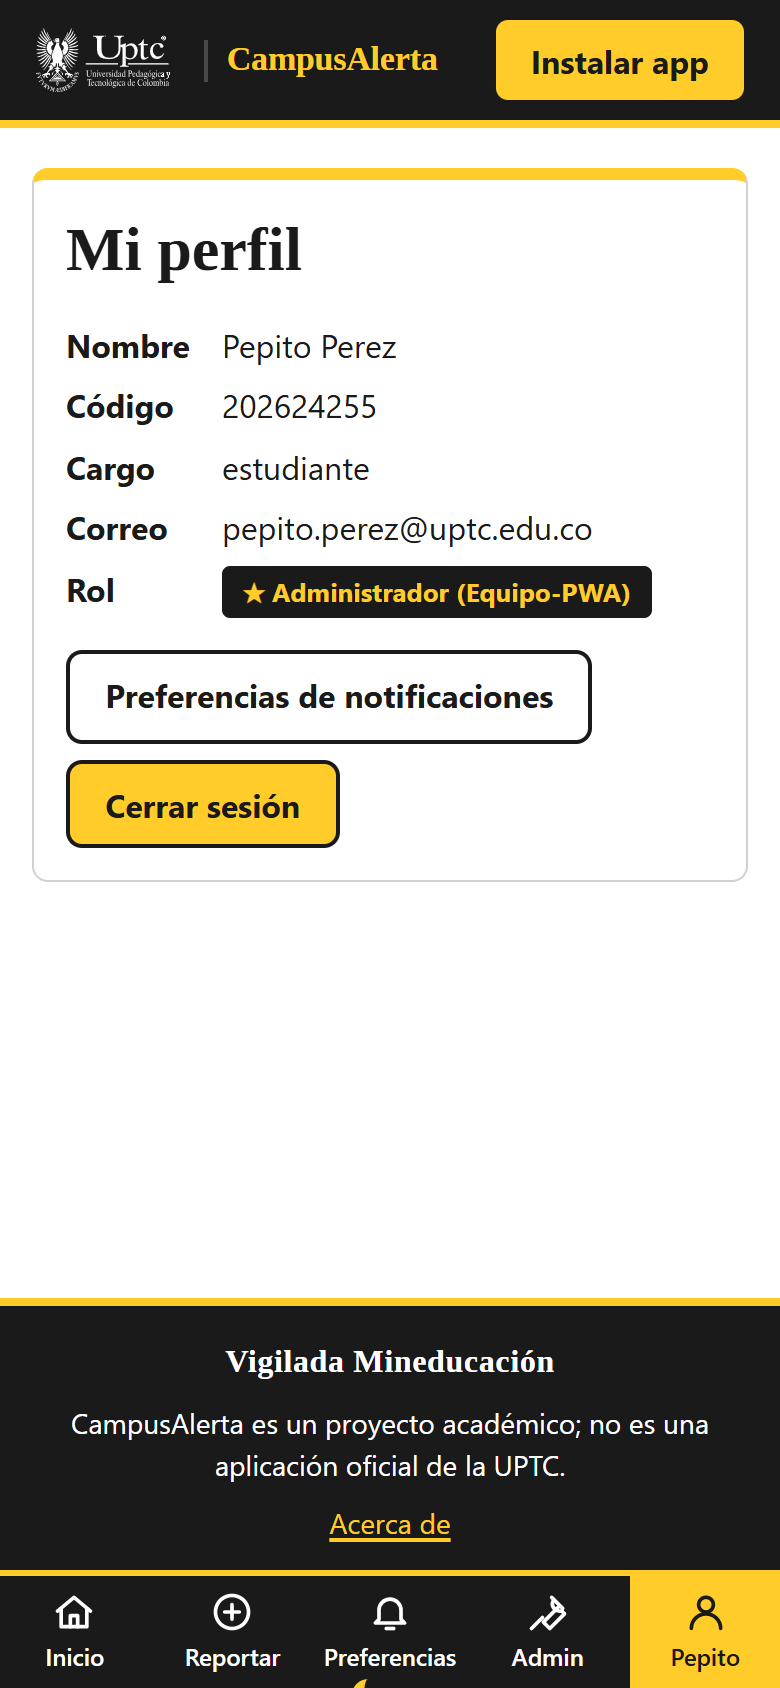 Uptc
Universidad Pedagógica y
Tecnológica de Colombia
CampusAlerta
Instalar app
Mi perfil
Nombre Pepito Perez
Código 202624255
Cargo estudiante
Correo pepito.perez@uptc.edu.co
Rol ★ Administrador (Equipo-PWA)
Preferencias de notificaciones
Cerrar sesión
Vigilada Mineducación
CampusAlerta es un proyecto académico; no es una
aplicación oficial de la UPTC.
Acerca de
Inicio Reportar Preferencias Admin Pepito